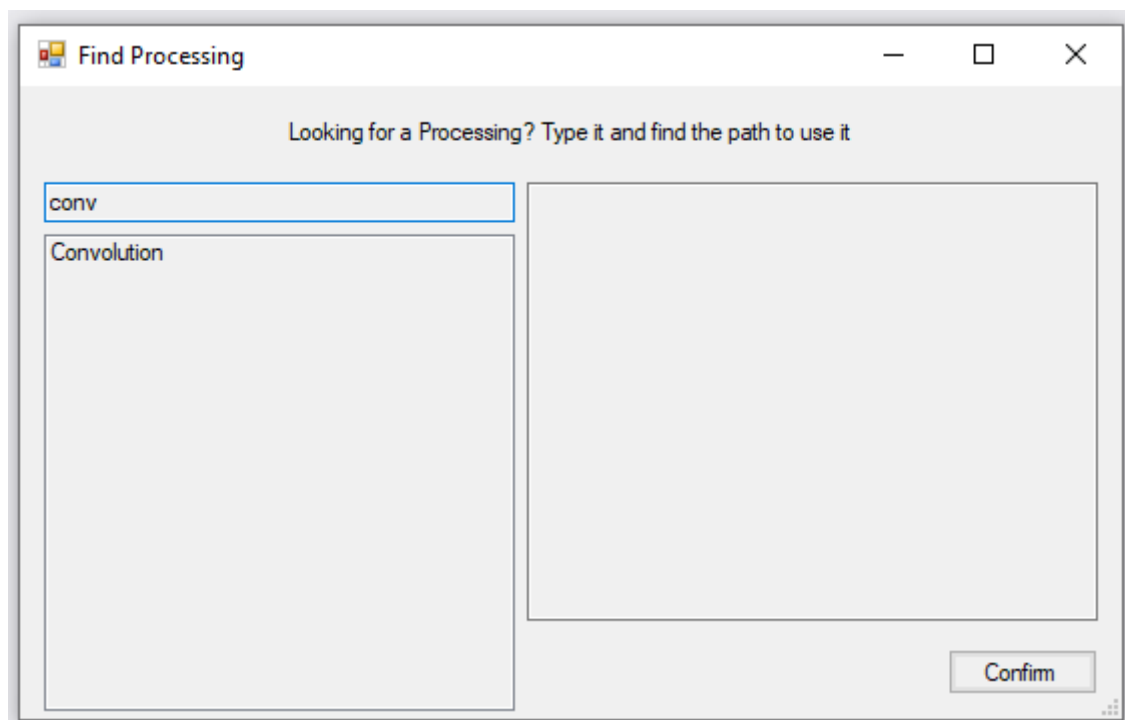 Find Processing
Looking for a Processing? Type it and find the path to use it
conv
Convolution
Confirm